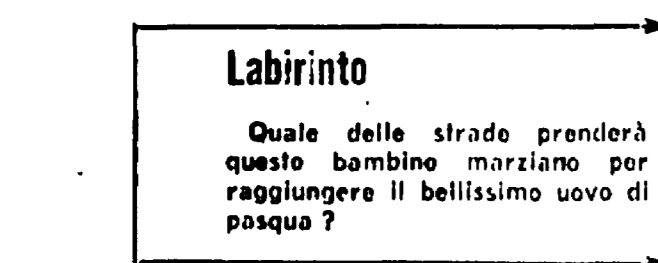 Labirinto
Quale delle strade prenderà
questo bambino marziano per
raggiungere il bellissimo uovo di
pasqua ?